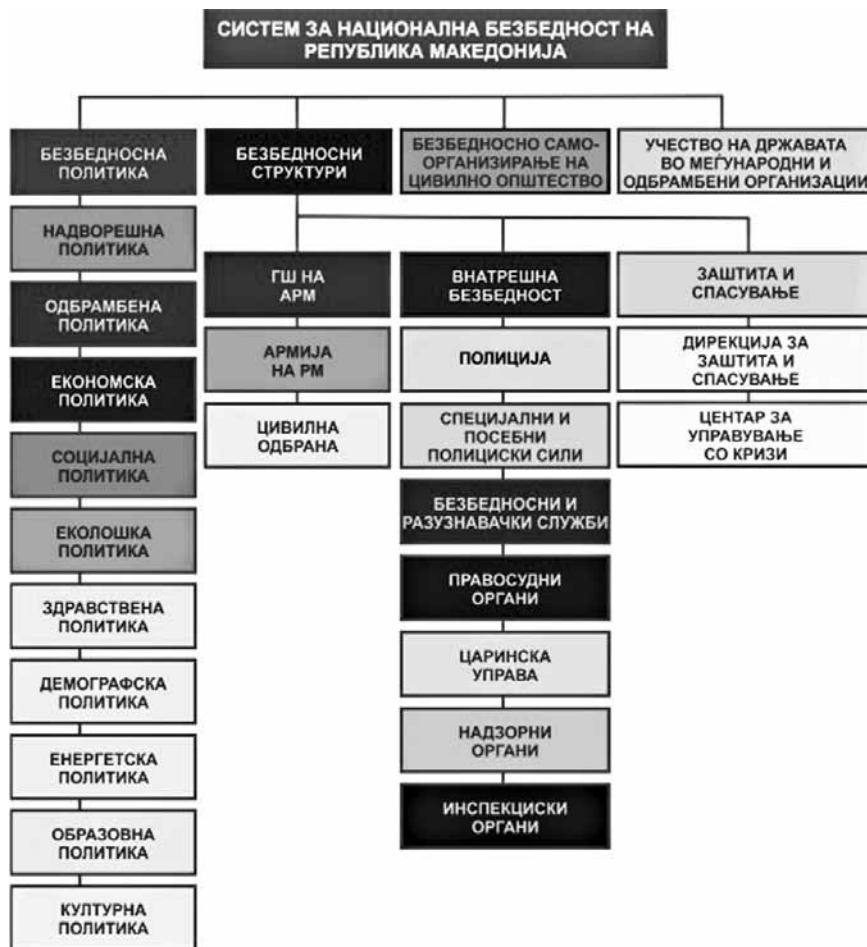 СИСТЕМ ЗА НАЦИОНАЛНА БЕЗБЕДНОСТ НА
РЕПУБЛИКА МАКЕДОНИЈА
БЕЗБЕДНОСНА
ПОЛИТИКА
НАДВОРЕШНА
ПОЛИТИКА
ОДБРАМБЕНА
ПОЛИТИКА
ЕКОНОМСКА
ПОЛИТИКА
СОЦИЈАЛНА
ПОЛИТИКА
ЕКОЛОШКА
ПОЛИТИКА
ЗДРАВСТВЕНА
ПОЛИТИКА
ДЕМОГРАФСКА
ПОЛИТИКА
ЕНЕРГЕТСКА
ПОЛИТИКА
ОБРАЗОВНА
ПОЛИТИКА
КУЛТУРНА
ПОЛИТИКА
БЕЗБЕДНОСНИ
СТРУКТУРИ
ГШ НА
АРМ
АРМИЈА
НА РМ
ЦИВИЛНА
ОДБРАНА
ВНАТРЕШНА
БЕЗБЕДНОСТ
ПОЛИЦИЈА
СПЕЦИЈАЛНИ И
ПОСЕБНИ
ПОЛИЦИСКИ СИЛИ
БЕЗБЕДНОСНИ И
РАЗУЗНАВАЧКИ СЛУЖБИ
ПРАВОСУДНИ
ОРГАНИ
ЦАРИНСКА
УПРАВА
НАДЗОРНИ
ОРГАНИ
ИНСПЕКЦИСКИ
ОРГАНИ
ЗАШТИТА И
СПАСУВАЊЕ
ДИРЕКЦИЈА ЗА
ЗАШТИТА И
СПАСУВАЊЕ
ЦЕНТАР ЗА
УПРАВУВАЊЕ
СО КРИЗИ
БЕЗБЕДНОСНО САМО-
ОРГАНИЗИРАЊЕ НА
ЦИВИЛНО ОПШТЕСТВО
УЧЕСТВО НА ДРЖАВАТА
ВО МЕЃУНАРОДНИ И
ОДБРАМБЕНИ ОРГАНИЗАЦИИ